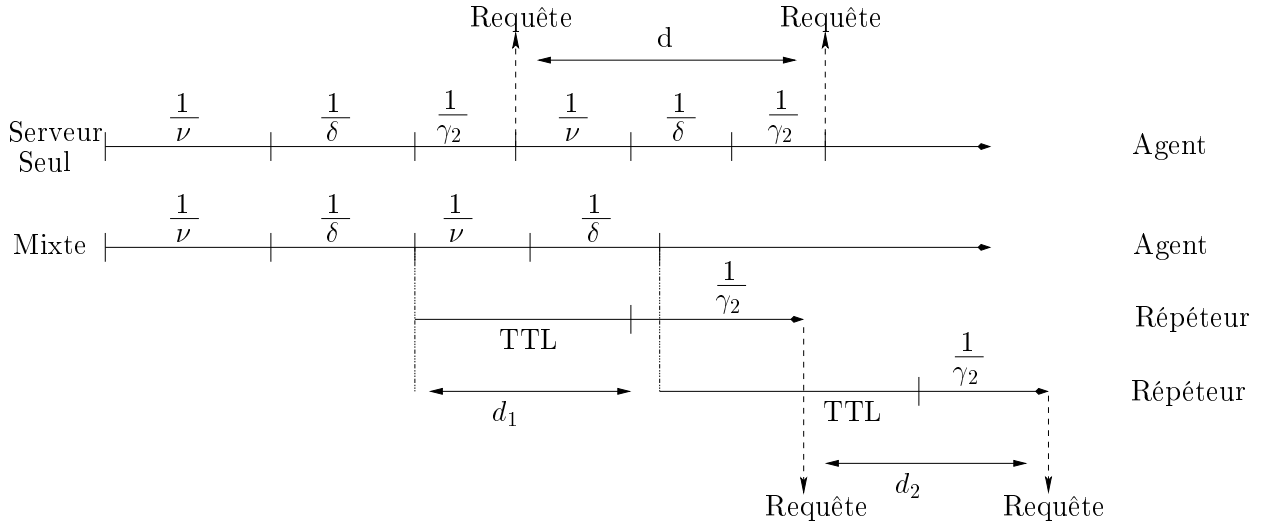 Requête Requête
d
1/ν 1/δ 1/γ₂ 1/ν 1/δ 1/γ₂
Serveur
Seul
Agent
1/ν 1/δ 1/ν 1/δ
Mixte
Agent
1/γ₂
Répéteur
TTL
1/γ₂
Répéteur
d₁
TTL
d₂
Requête Requête